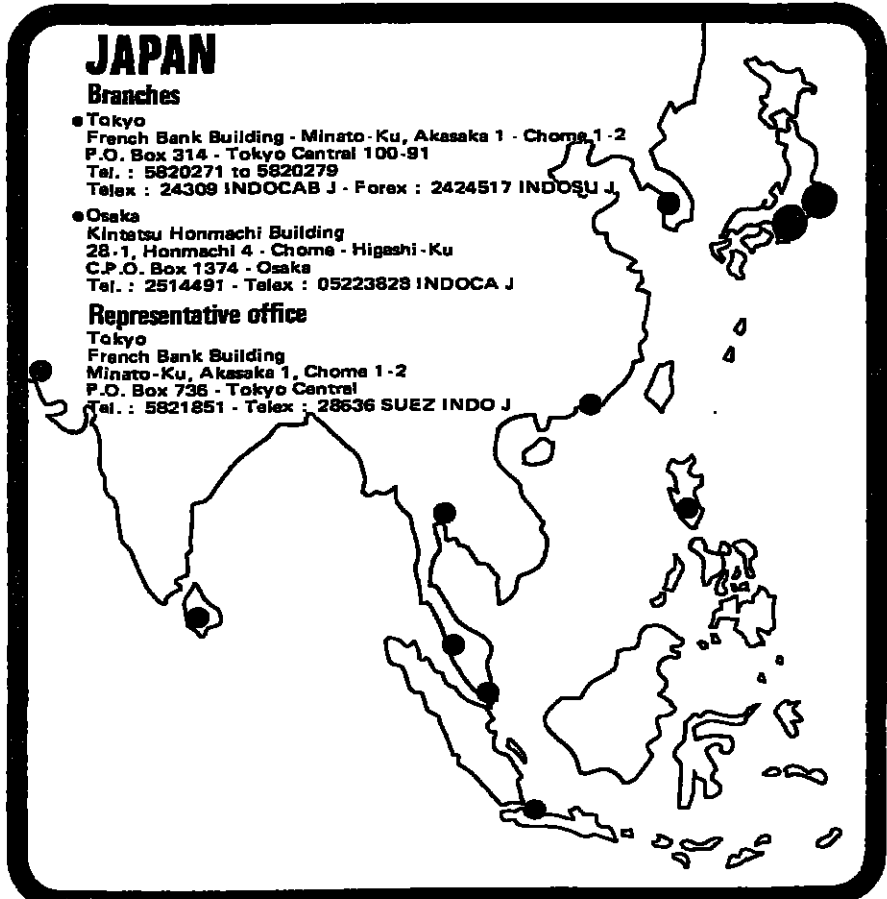 JAPAN
Branches
● Tokyo
French Bank Building - Minato-Ku, Akasaka 1 - Chome 1-2
P.O. Box 314 - Tokyo Central 100-91
Tel. : 5820271 to 5820279
Telex : 24309 INDOCAB J - Forex : 2424517 INDOSU J
● Osaka
Kintetsu Honmachi Building
28-1, Honmachi 4 - Chome - Higashi-Ku
C.P.O. Box 1374 - Osaka
Tel. : 2514491 - Telex : 05223828 INDOCA J
Representative office
Tokyo
French Bank Building
Minato-Ku, Akasaka 1, Chome 1-2
P.O. Box 736 - Tokyo Central
Tel. : 5821851 - Telex : 28636 SUEZ INDO J